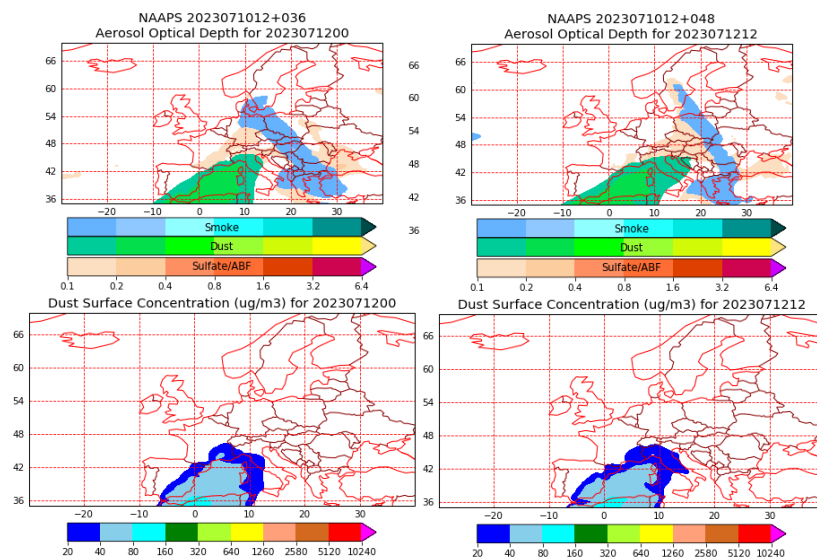 NAAPS 2023071012+036
Aerosol Optical Depth for 2023071200
66
60
54
48
42
36
−20 −10 0 10 20 30
Smoke
Dust
Sulfate/ABF
0.1 0.2 0.4 0.8 1.6 3.2 6.4
NAAPS 2023071012+048
Aerosol Optical Depth for 2023071212
66
60
54
48
42
36
−20 −10 0 10 20 30
Smoke
Dust
Sulfate/ABF
0.1 0.2 0.4 0.8 1.6 3.2 6.4
66
60
54
48
42
36
Dust Surface Concentration (ug/m3) for 2023071200
66
60
54
48
42
36
−20 −10 0 10 20 30
20 40 80 160 320 640 1260 2580 5120 10240
Dust Surface Concentration (ug/m3) for 2023071212
66
60
54
48
42
36
−20 −10 0 10 20 30
20 40 80 160 320 640 1260 2580 5120 10240